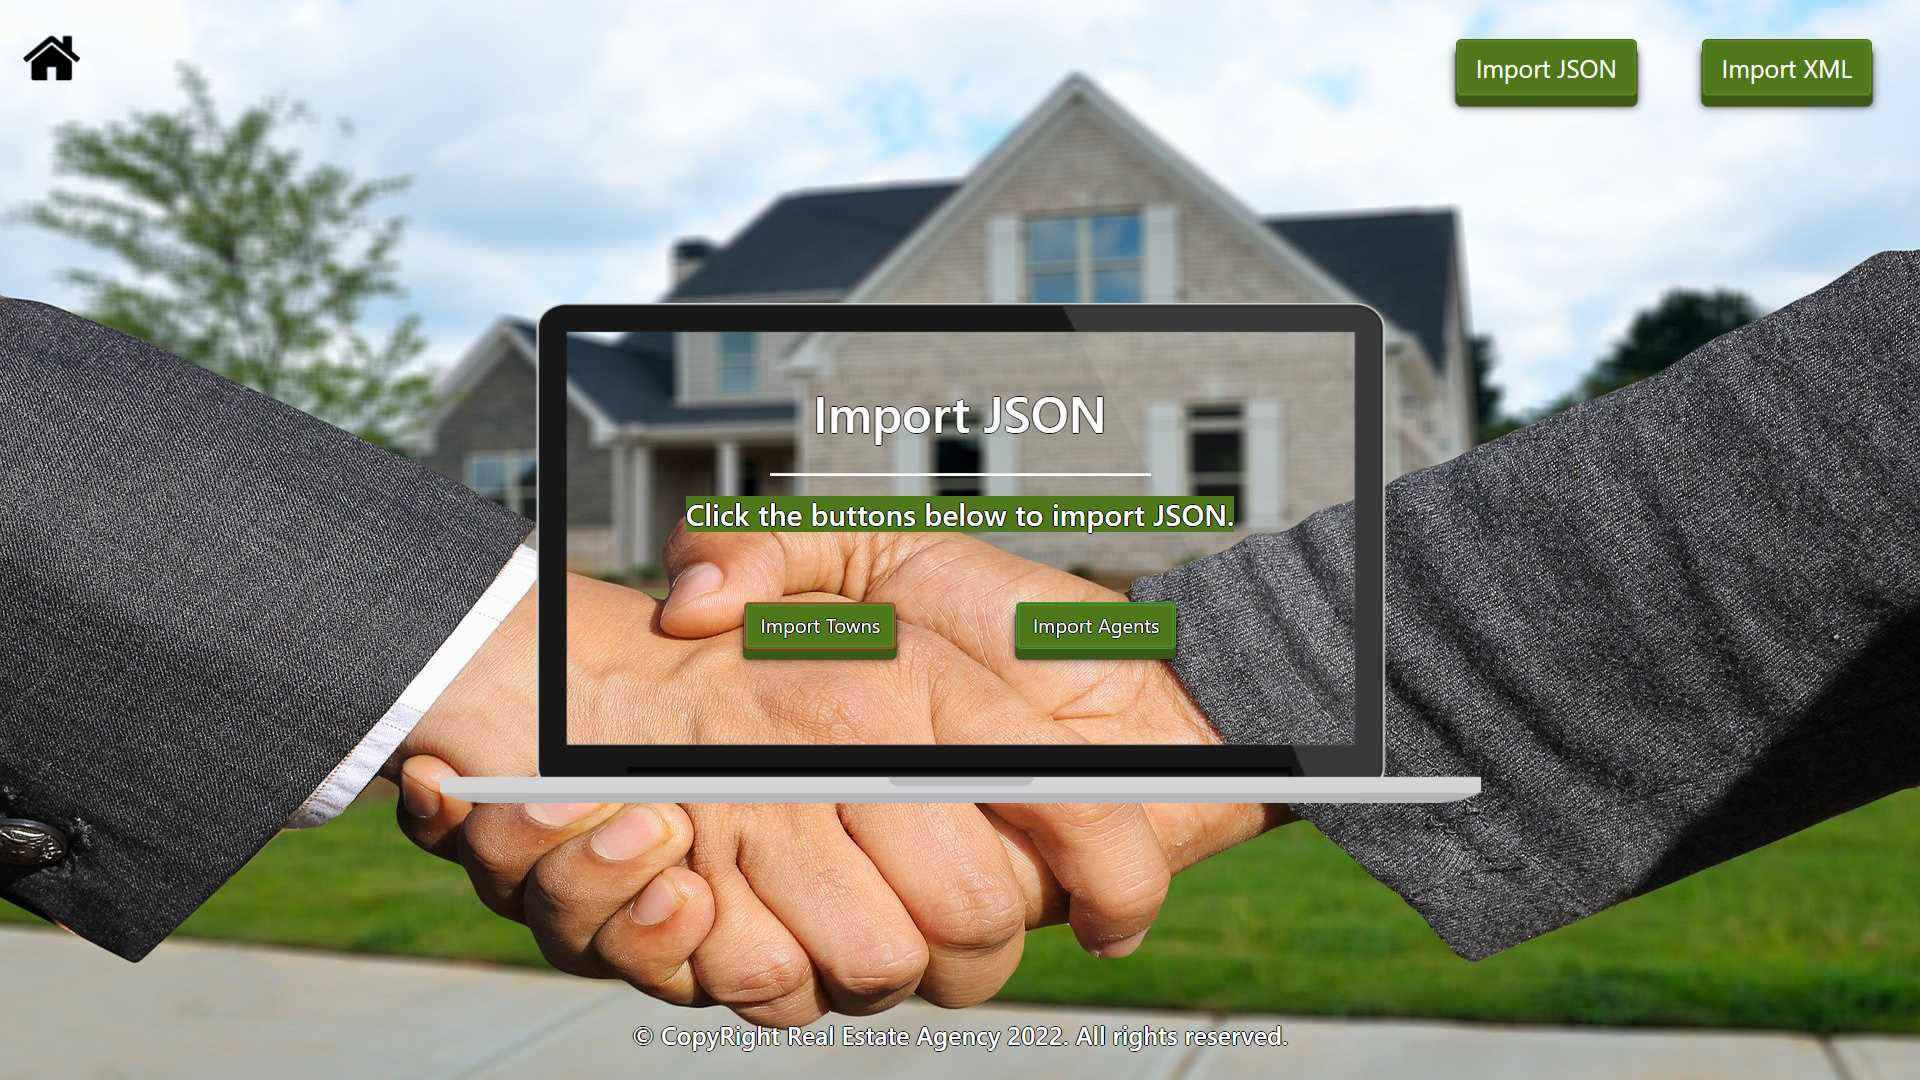 Import JSON
Import XML
Import JSON
Click the buttons below to import JSON.
Import Towns
Import Agents
© CopyRight Real Estate Agency 2022. All rights reserved.